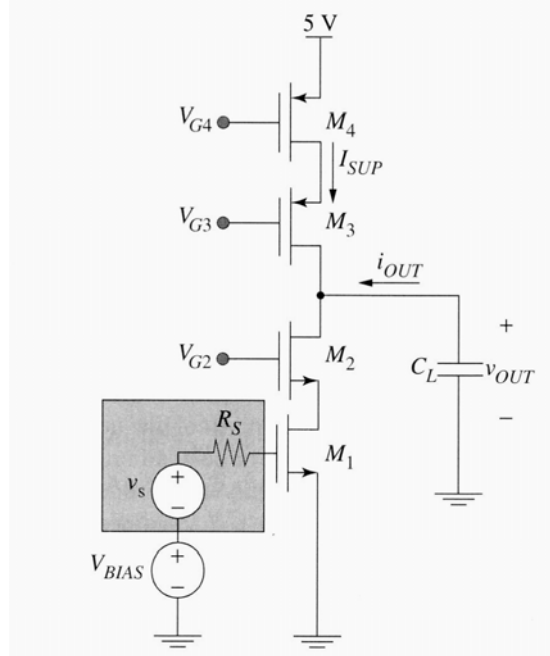 5 V
V_G4
M_4
I_SUP
V_G3
M_3
i_OUT
V_G2
M_2
+
C_L
v_OUT
−
R_S
M_1
v_s
+
−
V_BIAS
+
−